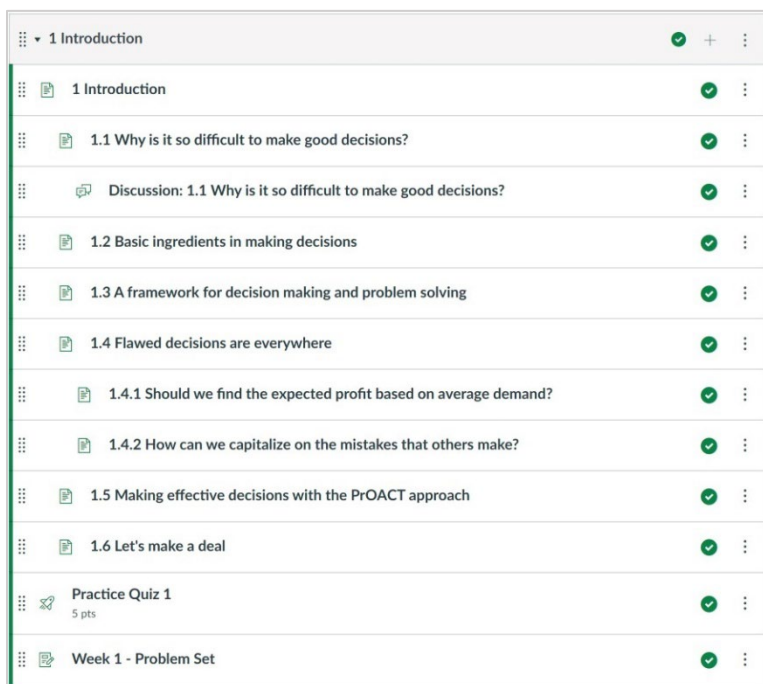 1 Introduction
1 Introduction
1.1 Why is it so difficult to make good decisions?
Discussion: 1.1 Why is it so difficult to make good decisions?
1.2 Basic ingredients in making decisions
1.3 A framework for decision making and problem solving
1.4 Flawed decisions are everywhere
1.4.1 Should we find the expected profit based on average demand?
1.4.2 How can we capitalize on the mistakes that others make?
1.5 Making effective decisions with the PrOACT approach
1.6 Let's make a deal
Practice Quiz 1
5 pts
Week 1 - Problem Set